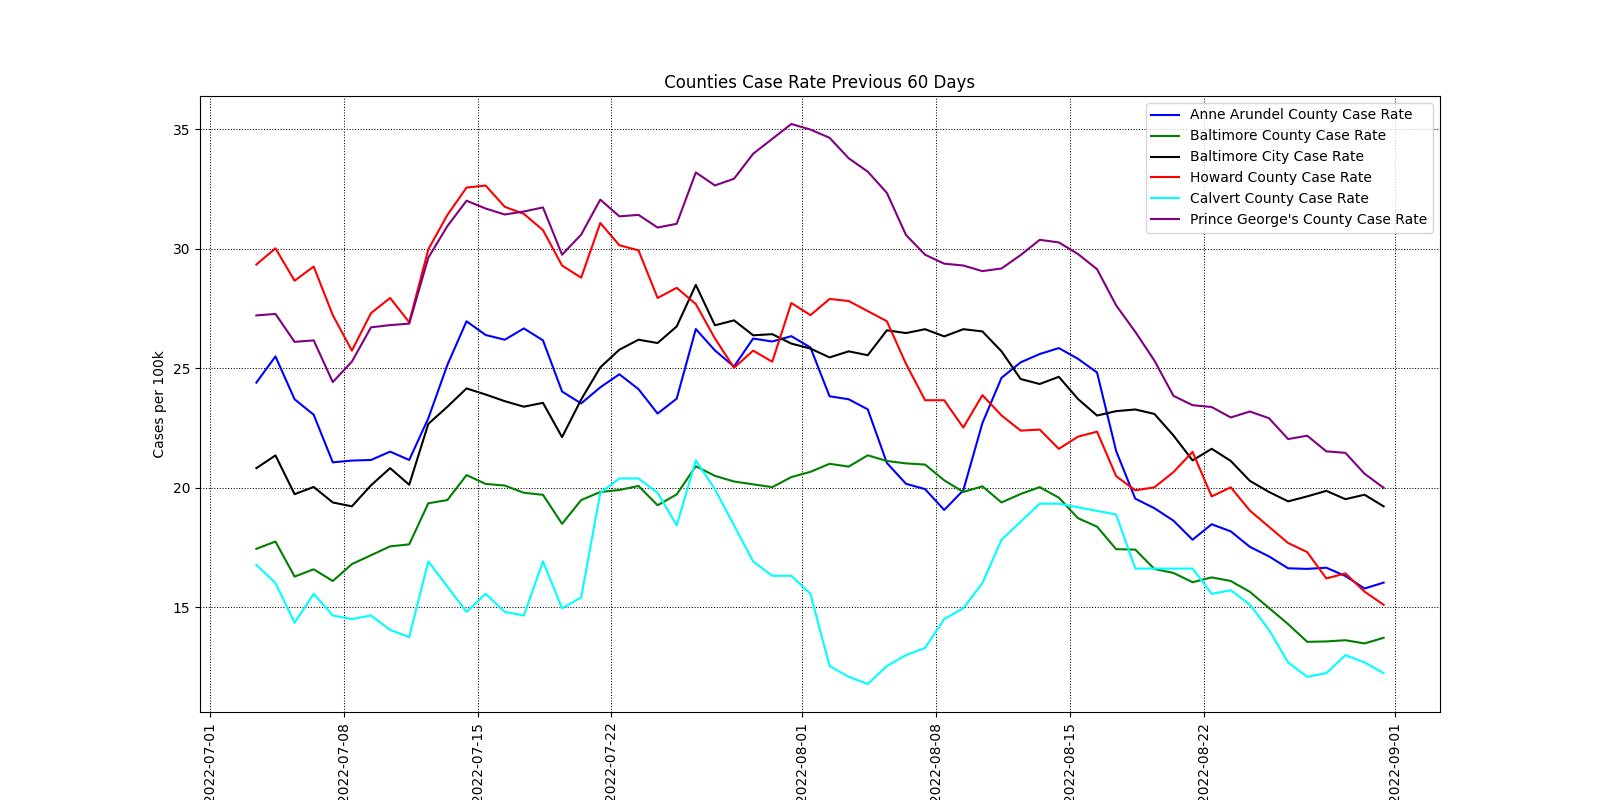 Counties Case Rate Previous 60 Days
Anne Arundel County Case Rate
Baltimore County Case Rate
Baltimore City Case Rate
Howard County Case Rate
Calvert County Case Rate
Prince George's County Case Rate
Cases per 100k
35
30
25
20
15
2022-07-01
2022-07-08
2022-07-15
2022-07-22
2022-08-01
2022-08-08
2022-08-15
2022-08-22
2022-09-01